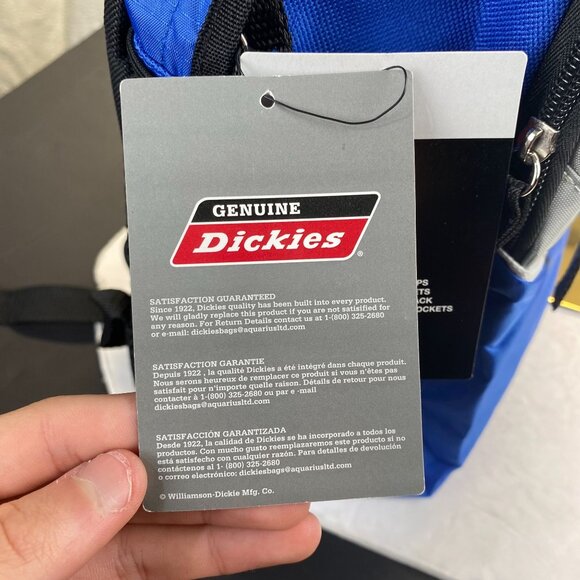 GENUINE
Dickies®
SATISFACTION GUARANTEED
Since 1922, Dickies quality has been built into every product.
We will gladly replace this product if you are not satisified for
any reason. For Return Details contact us at 1-(800) 325-2680
or e-mail: dickiesbags@aquariusltd.com
SATISFACTION GARANTIE
Depuis 1922 , la qualité Dickies a été intégré dans chaque produit.
Nous serons heureux de remplacer ce produit si vous n'êtes pas
satisfait pour n'importe quelle raison. Détails de retour pour nous
contacter à 1-(800) 325-2680 ou par e -mail
dickiesbags@aquariusltd.com
SATISFACCIÓN GARANTIZADA
Desde 1922, la calidad de Dickies se ha incorporado a todos los
productos. Con mucho gusto reemplazaremos este producto si no
está satisfecho con cualquier razón. Para detalles de devolución
contáctenos al 1- (800) 325-2680
o correo electrónico: dickiesbags@aquariusltd.com
© Williamson-Dickie Mfg. Co.
PS
TS
ACK
OCKETS